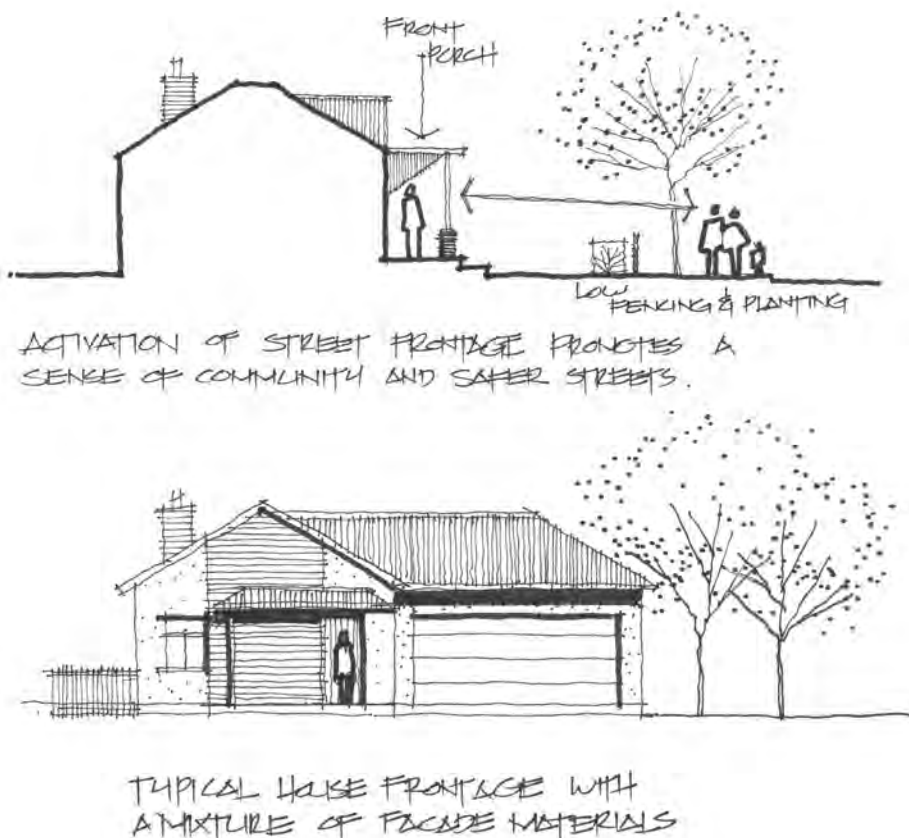 FRONT
PORCH
LOW
FENCING & PLANTING
ACTIVATION OF STREET FRONTAGE PROMOTES A
SENSE OF COMMUNITY AND SAFER STREETS.
TYPICAL HOUSE FRONTAGE WITH
A MIXTURE OF FACADE MATERIALS